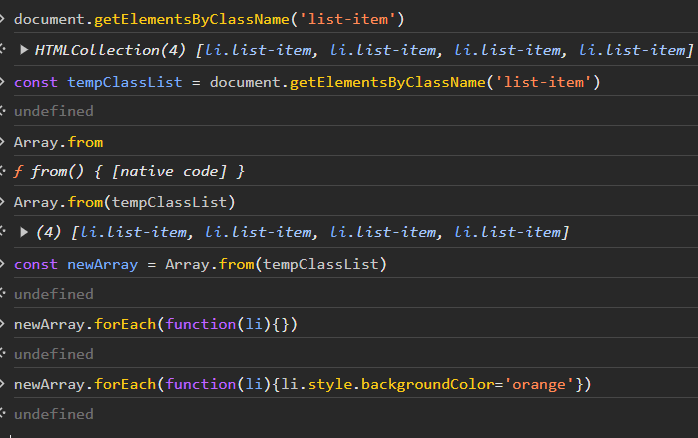 document.getElementsByClassName('list-item')
HTMLCollection(4) [li.list-item, li.list-item, li.list-item, li.list-item]
const tempClassList = document.getElementsByClassName('list-item')
undefined
Array.from
ƒ from() { [native code] }
Array.from(tempClassList)
(4) [li.list-item, li.list-item, li.list-item, li.list-item]
const newArray = Array.from(tempClassList)
undefined
newArray.forEach(function(li){})
undefined
newArray.forEach(function(li){li.style.backgroundColor='orange'})
undefined